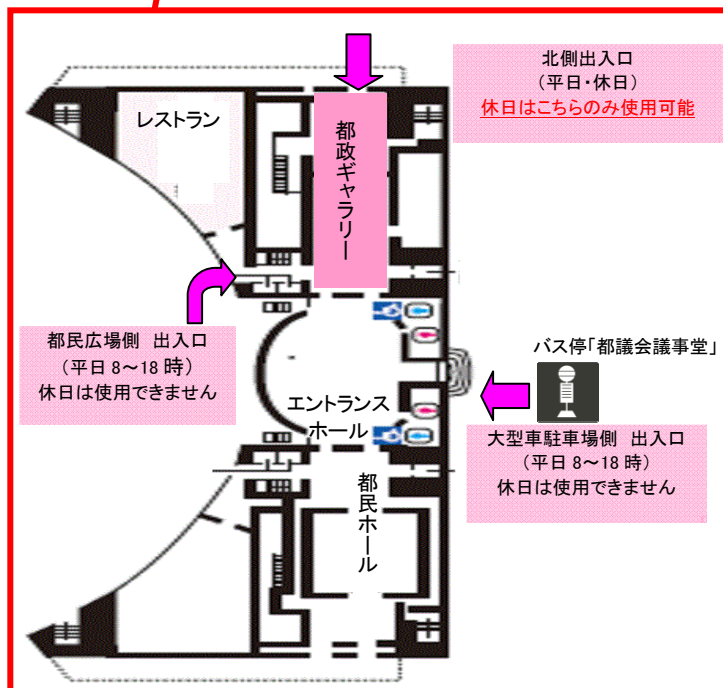 北側出入口
(平日・休日)
休日はこちらのみ使用可能
レストラン
都政ギャラリー
都民広場側 出入口
(平日 8～18 時)
休日は使用できません
バス停「都議会議事堂」
エントランス
ホール
大型車駐車場側 出入口
(平日 8～18 時)
休日は使用できません
都民ホール